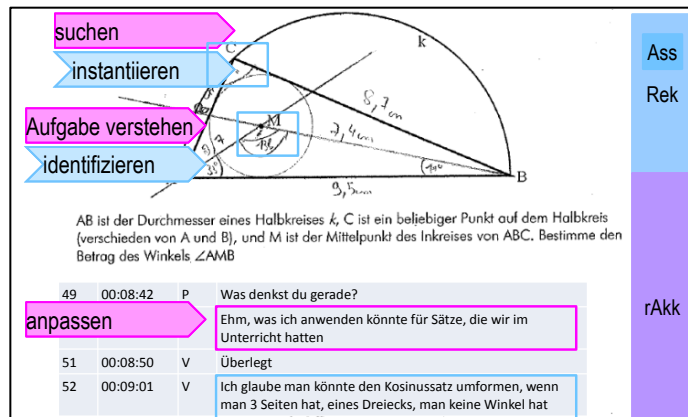 suchen
instantiieren
Aufgabe verstehen
identifizieren
C
k
M
B
8,7 cm
7,4 cm
9,5 cm
Ass
Rek
rAkk
AB ist der Durchmesser eines Halbkreises k, C ist ein beliebiger Punkt auf dem Halbkreis
(verschieden von A und B), und M ist der Mittelpunkt des Inkreises von ABC. Bestimme den
Betrag des Winkels ∠AMB
49 00:08:42 P Was denkst du gerade?
anpassen
Ehm, was ich anwenden könnte für Sätze, die wir im
Unterricht hatten
51 00:08:50 V Überlegt
52 00:09:01 V Ich glaube man könnte den Kosinussatz umformen, wenn
man 3 Seiten hat, eines Dreiecks, man keine Winkel hat